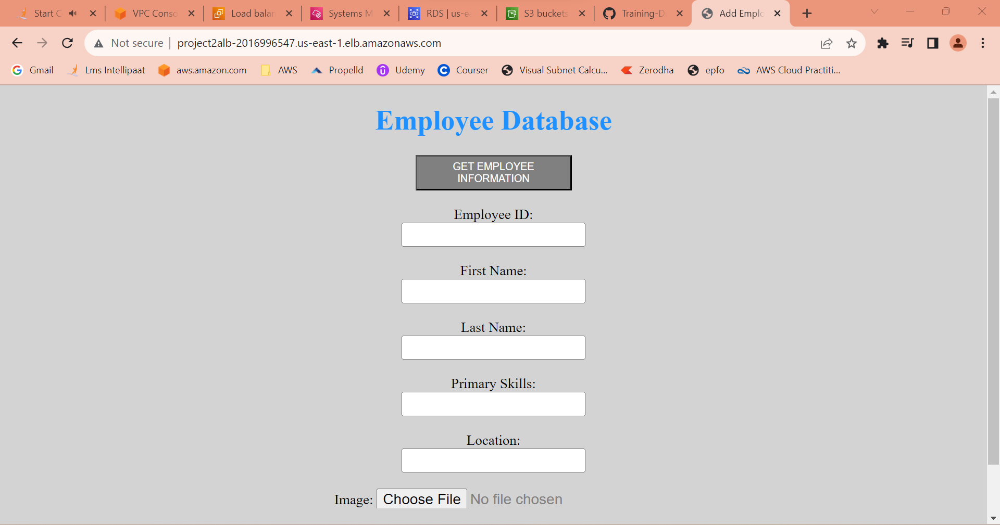 Start C
VPC Conso
Load balan
Systems M
RDS | us-ea
S3 buckets
Training-D
Add Emplo
Not secure
project2alb-2016996547.us-east-1.elb.amazonaws.com
Gmail
Lms Intellipaat
aws.amazon.com
AWS
Propelld
Udemy
Courser
Visual Subnet Calcu...
Zerodha
epfo
AWS Cloud Practiti...
Employee Database
GET EMPLOYEE
INFORMATION
Employee ID:
First Name:
Last Name:
Primary Skills:
Location:
Image: Choose File No file chosen